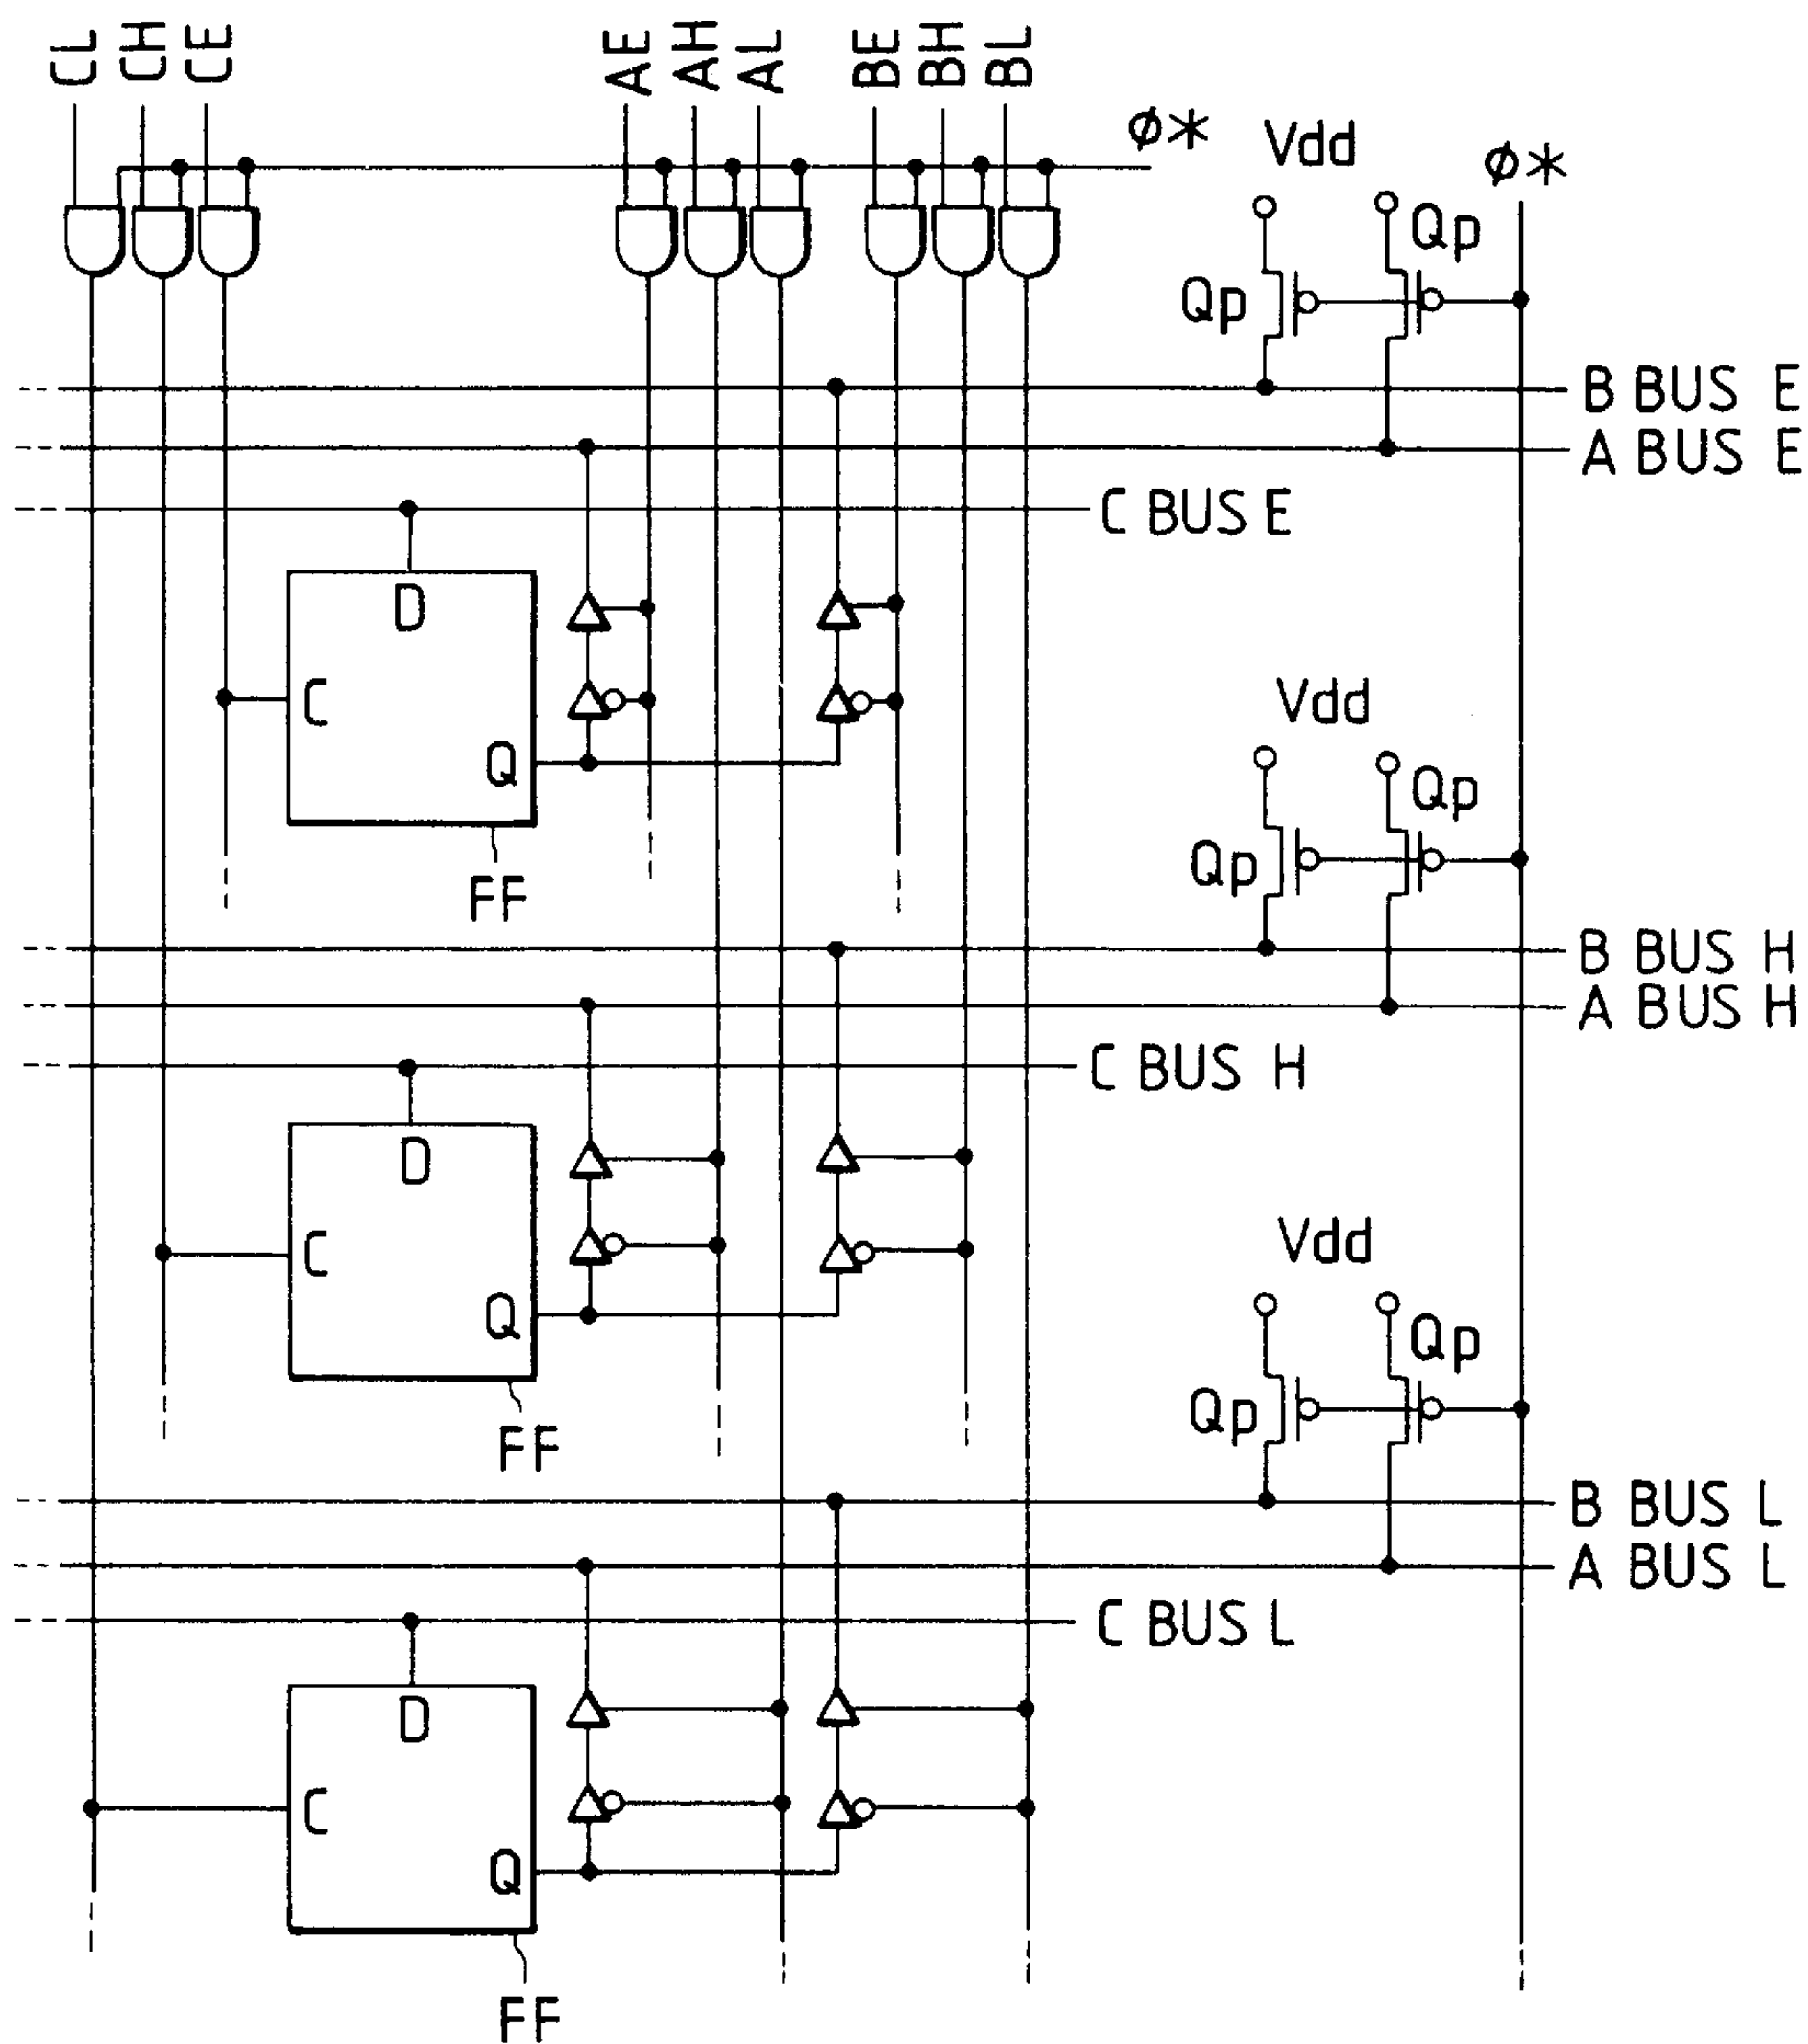 CL CH CE AE AH AL BE BH BL
ø* Vdd ø*
Qp
Qp
B BUS E
A BUS E
C BUS E
D
C
Q
FF
Vdd
Qp
Qp
B BUS H
A BUS H
C BUS H
D
C
Q
FF
Vdd
Qp
Qp
B BUS L
A BUS L
C BUS L
D
C
Q
FF